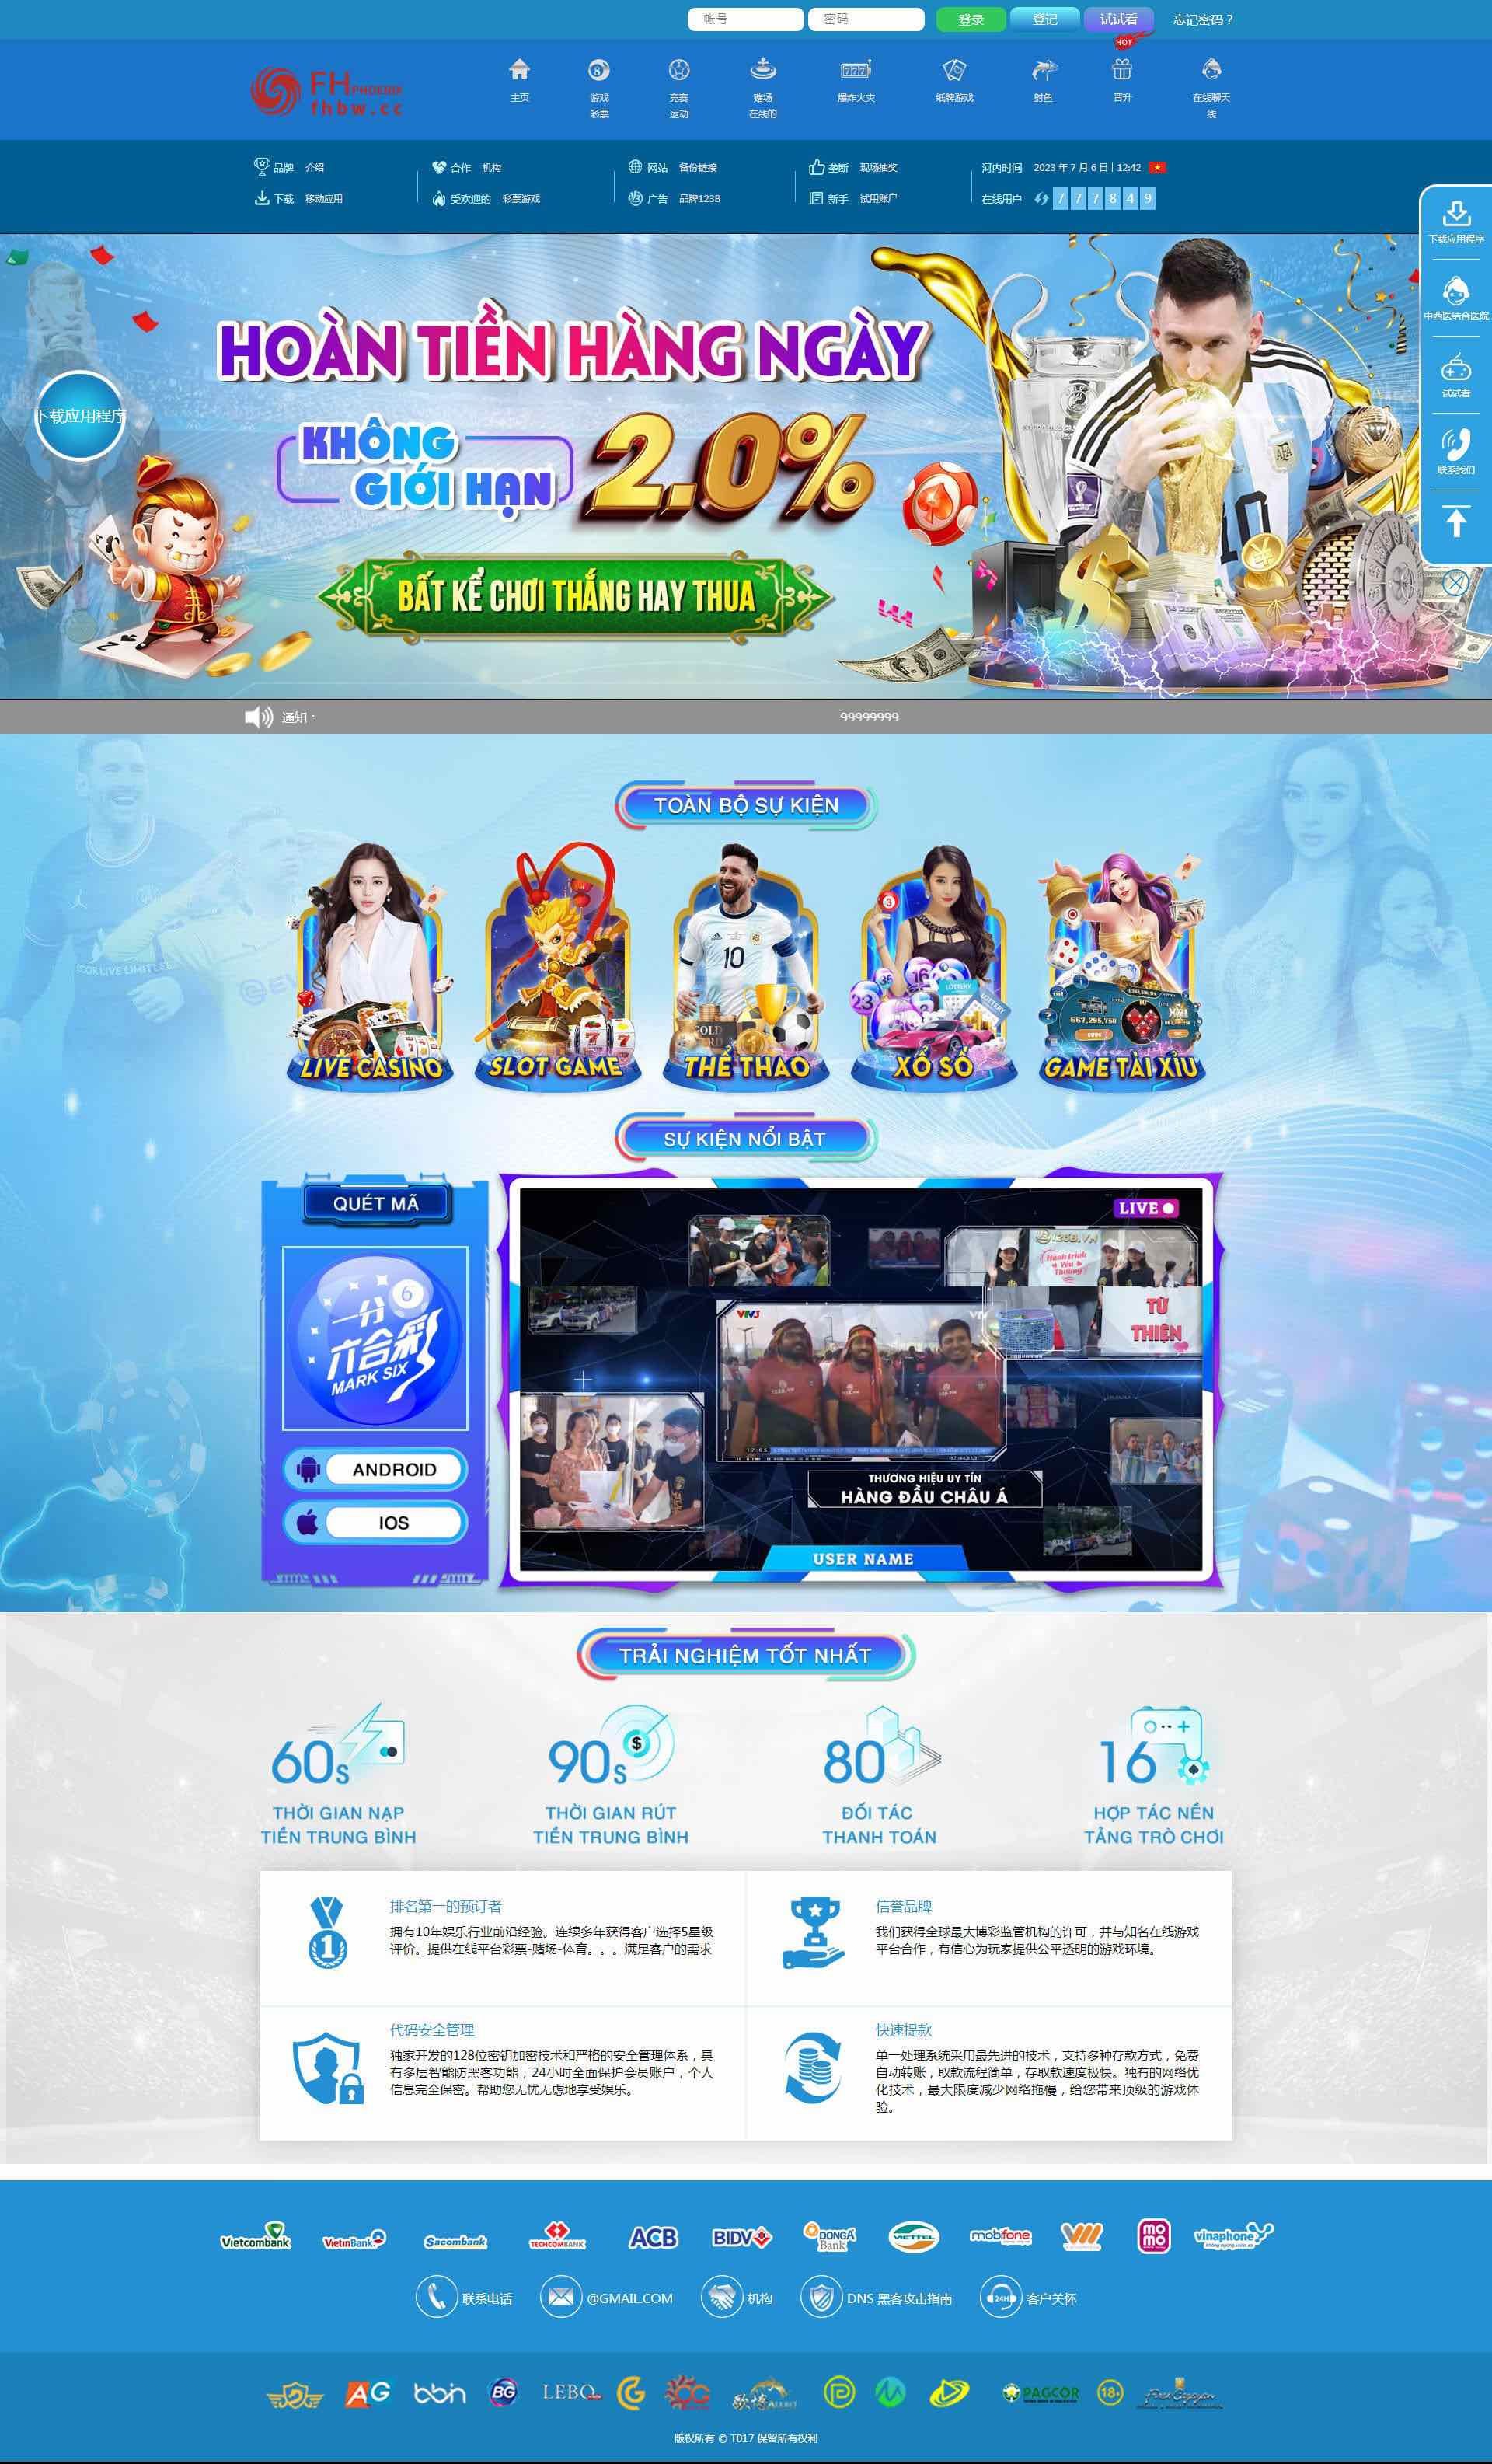 帐号
密码
登录
登记
试试看
忘记密码？
HOT
FH PHOENIX
fhbw.cc
主页
游戏
彩票
竞赛
运动
赌场
在线的
爆炸火灾
纸牌游戏
射鱼
晋升
在线聊天
线
品牌 介绍
合作 机构
网站 备份链接
垄断 现场抽奖
河内时间 2023 年 7 月 6 日 | 12:42
下载 移动应用
受欢迎的 彩票游戏
广告 品牌123B
新手 试用账户
在线用户 7 7 7 8 4 9
下载应用程序
中西医结合医院
试试看
联系我们
下载应用程序
HOÀN TIỀN HÀNG NGÀY
KHÔNG
GIỚI HẠN
2.0%
BẤT KỂ CHƠI THẮNG HAY THUA
10
通知：
99999999
TOÀN BỘ SỰ KIỆN
LIVE CASINO
SLOT GAME
THỂ THAO
XỔ SỐ
GAME TÀI XỈU
SỰ KIỆN NỔI BẬT
QUÉT MÃ
一分
6
六合彩
MARK SIX
ANDROID
IOS
LIVE
Hành trình
Yêu
Thương
TỪ
THIỆN
VTV3
17:05
THƯƠNG HIỆU UY TÍN
HÀNG ĐẦU CHÂU Á
USER NAME
TRẢI NGHIỆM TỐT NHẤT
60s
THỜI GIAN NẠP
TIỀN TRUNG BÌNH
90s
THỜI GIAN RÚT
TIỀN TRUNG BÌNH
80
ĐỐI TÁC
THANH TOÁN
16
HỢP TÁC NỀN
TẢNG TRÒ CHƠI
排名第一的预订者
拥有10年娱乐行业前沿经验。连续多年获得客户选择5星级
评价。提供在线平台彩票-赌场-体育。。。满足客户的需求
信誉品牌
我们获得全球最大博彩监管机构的许可，并与知名在线游戏
平台合作，有信心为玩家提供公平透明的游戏环境。
代码安全管理
独家开发的128位密钥加密技术和严格的安全管理体系，具
有多层智能防黑客功能，24小时全面保护会员账户，个人
信息完全保密。帮助您无忧无虑地享受娱乐。
快速提款
单一处理系统采用最先进的技术，支持多种存款方式，免费
自动转账，取款流程简单，存取款速度极快。独有的网络优
化技术，最大限度减少网络拖慢，给您带来顶级的游戏体
验。
Vietcombank
VietinBank
Sacombank
TECHCOMBANK
ACB
BIDV
DONGA Bank
VIETTEL
mobifone
momo
vinaphone
联系电话
@GMAIL.COM
机构
DNS 黑客攻击指南
24H
客户关怀
AG
bbin
BG
LEBO
歐博 ALLBET
PAGCOR
18+
First Cagayan
版权所有 © T017 保留所有权利